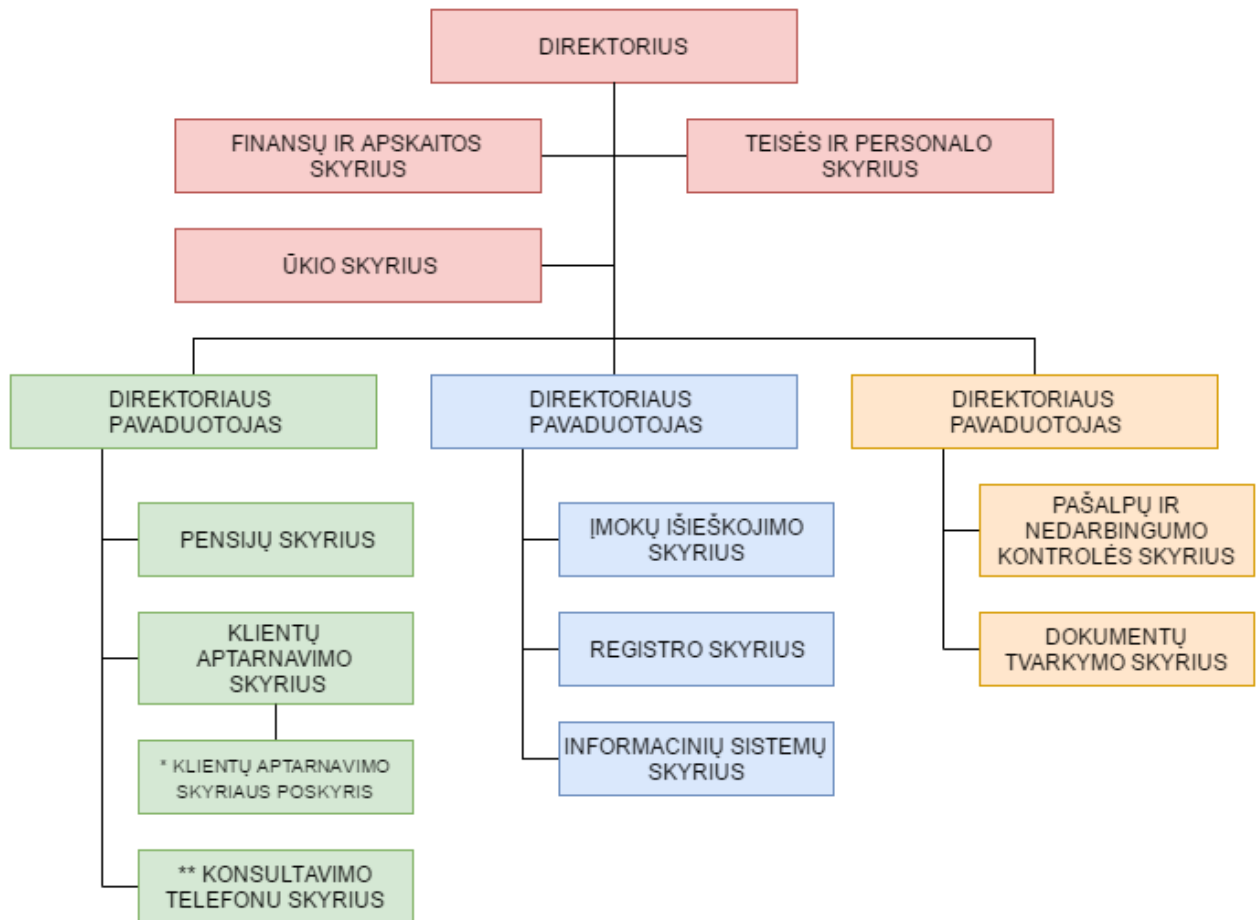 DIREKTORIUS
FINANSŲ IR APSKAITOS
SKYRIUS
TEISĖS IR PERSONALO
SKYRIUS
ŪKIO SKYRIUS
DIREKTORIAUS
PAVADUOTOJAS
PENSIJŲ SKYRIUS
KLIENTŲ
APTARNAVIMO
SKYRIUS
* KLIENTŲ APTARNAVIMO
SKYRIAUS POSKYRIS
** KONSULTAVIMO
TELEFONU SKYRIUS
DIREKTORIAUS
PAVADUOTOJAS
ĮMOKŲ IŠIEŠKOJIMO
SKYRIUS
REGISTRO SKYRIUS
INFORMACINIŲ SISTEMŲ
SKYRIUS
DIREKTORIAUS
PAVADUOTOJAS
PAŠALPŲ IR
NEDARBINGUMO
KONTROLĖS SKYRIUS
DOKUMENTŲ
TVARKYMO SKYRIUS